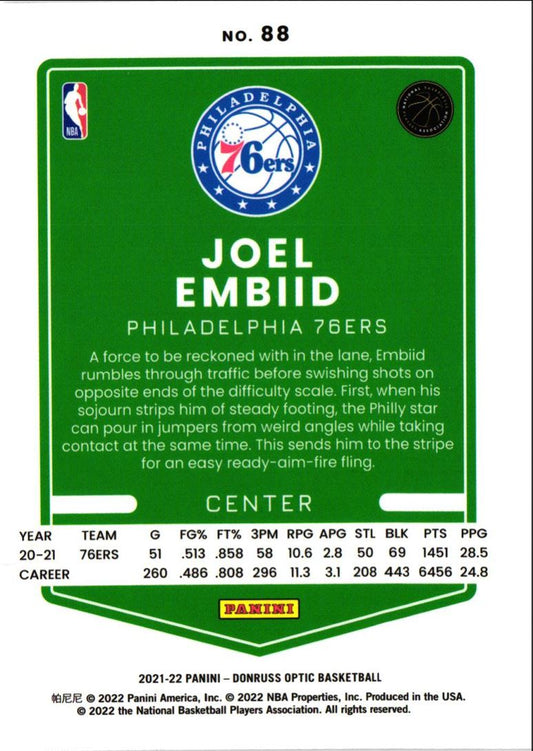 NO. 88
NBA
NATIONAL BASKETBALL PLAYERS ASSOCIATION
PHILADELPHIA
76ers
JOEL
EMBIID
PHILADELPHIA 76ERS
A force to be reckoned with in the lane, Embiid
rumbles through traffic before swishing shots on
opposite ends of the difficulty scale. First, when his
sojourn strips him of steady footing, the Philly star
can pour in jumpers from weird angles while taking
contact at the same time. This sends him to the stripe
for an easy ready-aim-fire fling.
CENTER
YEAR TEAM G FG% FT% 3PM RPG APG STL BLK PTS PPG
20-21 76ERS 51 .513 .858 58 10.6 2.8 50 69 1451 28.5
CAREER 260 .486 .808 296 11.3 3.1 208 443 6456 24.8
PANINI
2021-22 PANINI – DONRUSS OPTIC BASKETBALL
帕尼尼 © 2022 Panini America, Inc. © 2022 NBA Properties, Inc. Produced in the USA.
© 2022 the National Basketball Players Association. All rights reserved.